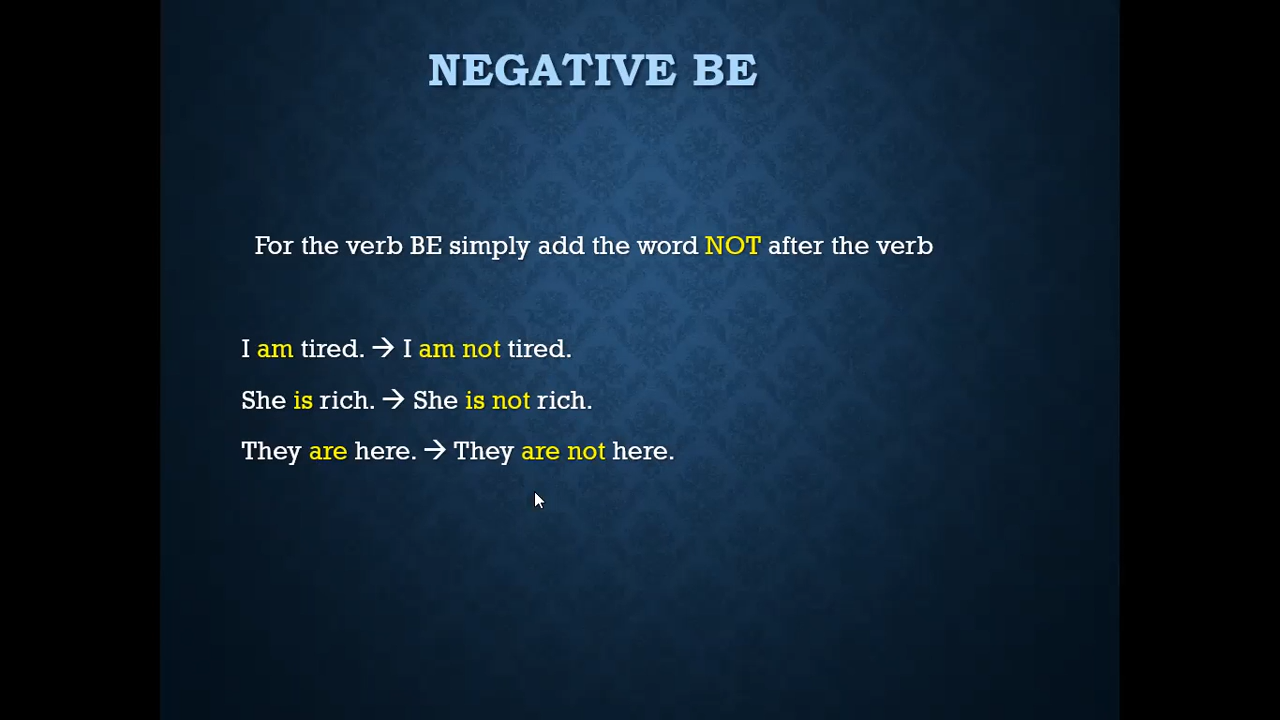 NEGATIVE BE
For the verb BE simply add the word NOT after the verb
I am tired. → I am not tired.
She is rich. → She is not rich.
They are here. → They are not here.